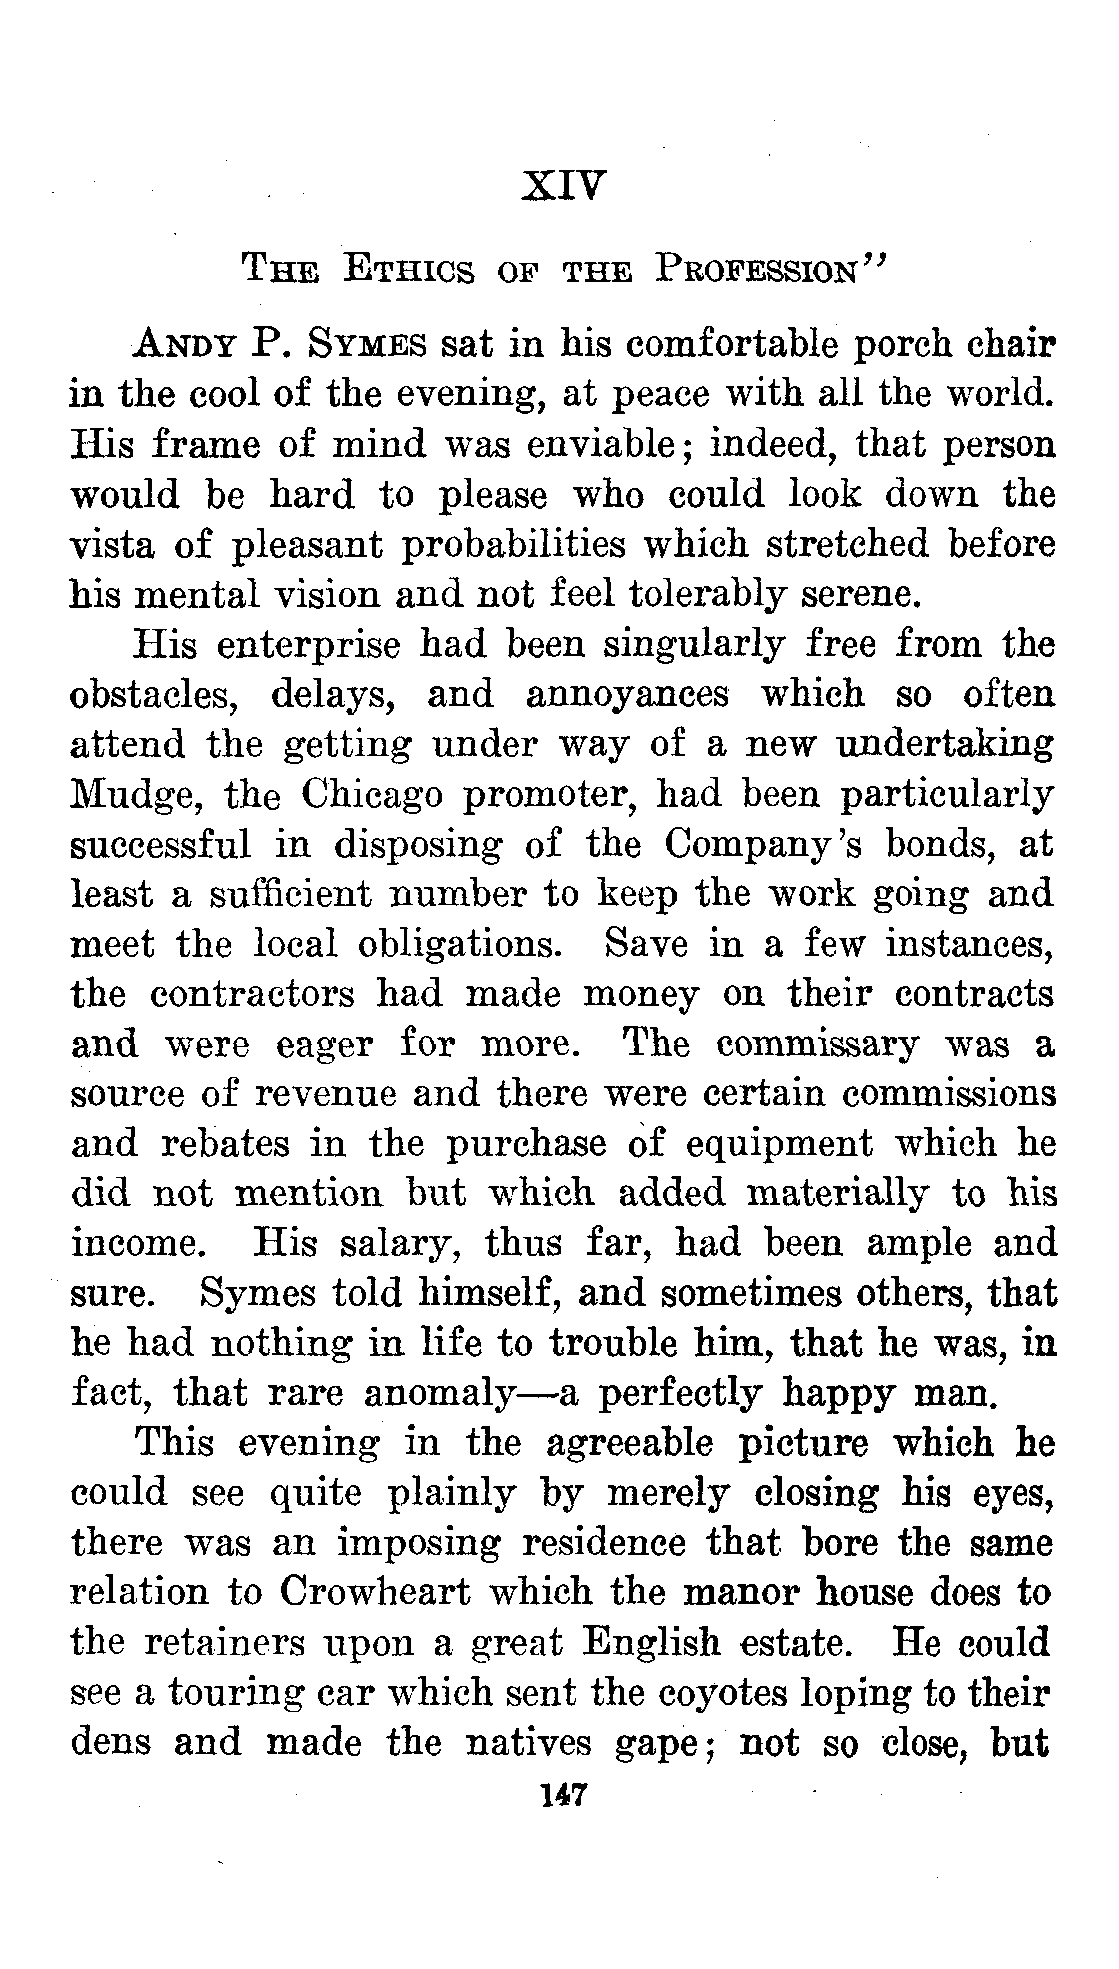 XIV
The Ethics of the Profession”
Andy P. Symes sat in his comfortable porch chair
in the cool of the evening, at peace with all the world.
His frame of mind was enviable; indeed, that person
would be hard to please who could look down the
vista of pleasant probabilities which stretched before
his mental vision and not feel tolerably serene.
His enterprise had been singularly free from the
obstacles, delays, and annoyances which so often
attend the getting under way of a new undertaking
Mudge, the Chicago promoter, had been particularly
successful in disposing of the Company's bonds, at
least a sufficient number to keep the work going and
meet the local obligations. Save in a few instances,
the contractors had made money on their contracts
and were eager for more. The commissary was a
source of revenue and there were certain commissions
and rebates in the purchase of equipment which he
did not mention but which added materially to his
income. His salary, thus far, had been ample and
sure. Symes told himself, and sometimes others, that
he had nothing in life to trouble him, that he was, in
fact, that rare anomaly—a perfectly happy man.
This evening in the agreeable picture which he
could see quite plainly by merely closing his eyes,
there was an imposing residence that bore the same
relation to Crowheart which the manor house does to
the retainers upon a great English estate. He could
see a touring car which sent the coyotes loping to their
dens and made the natives gape; not so close, but
147